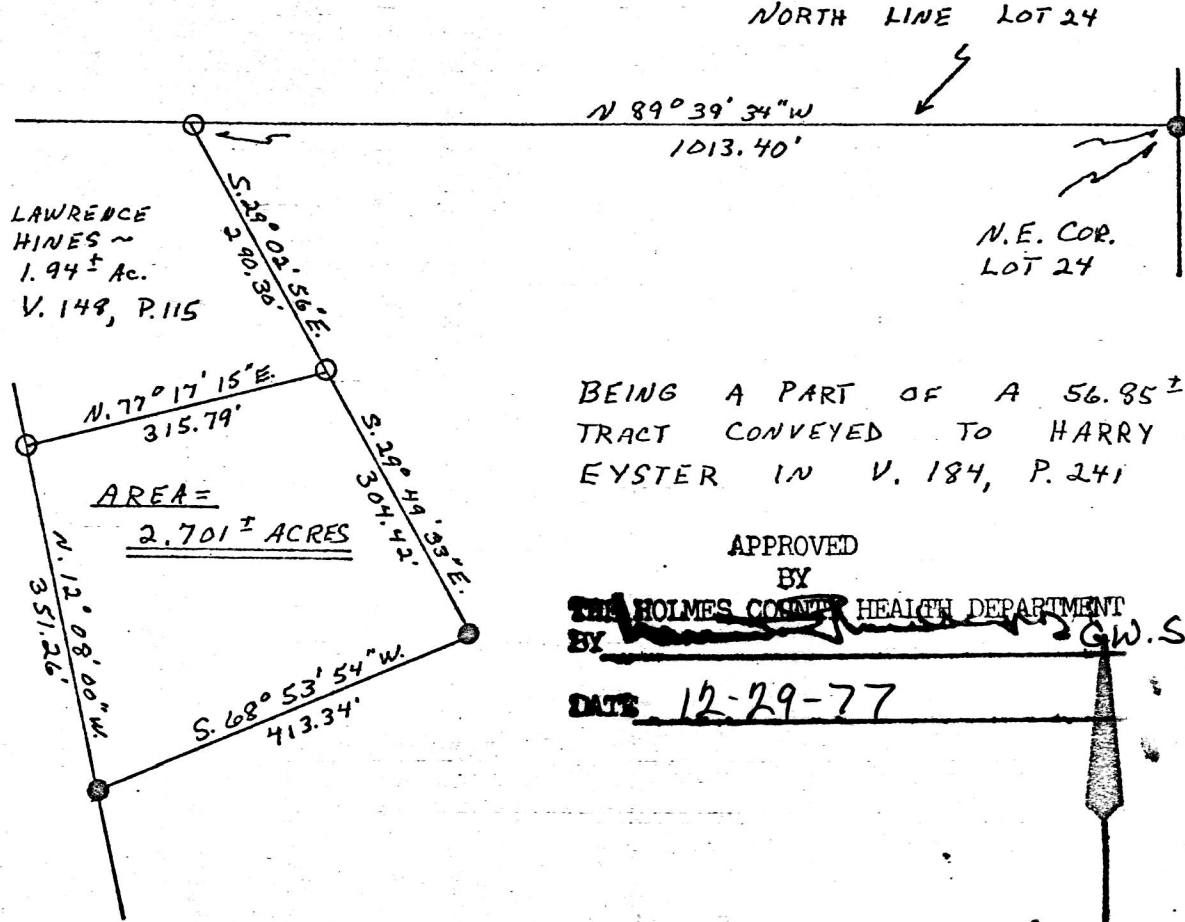 NORTH LINE LOT 24
N 89° 39' 34" W
1013.40'
S. 29° 02' 56" E.
290.30'
LAWRENCE
HINES ~
1.94 ± Ac.
V. 149, P. 115
N.E. COR.
LOT 24
N. 77° 17' 15" E.
315.79'
BEING A PART OF A 56.85 ±
TRACT CONVEYED TO HARRY
EYSTER IN V. 184, P. 241
S. 29° 49' 33" E.
304.42'
AREA =
2.701 ± ACRES
N. 12° 08' 00" W.
351.26'
S. 68° 53' 54" W.
413.34'
APPROVED
BY
THE HOLMES COUNTY HEALTH DEPARTMENT
BY G.W.S
DATE 12-29-77